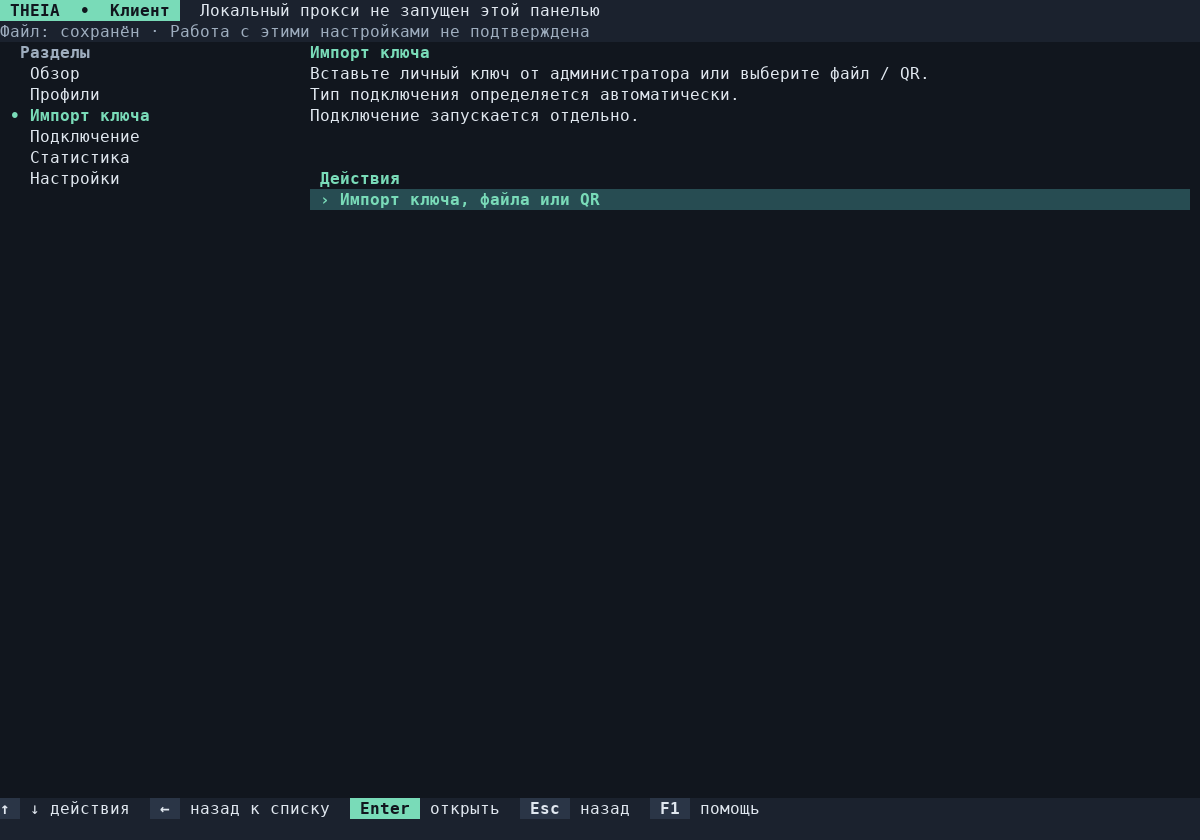 THEIA • Клиент Локальный прокси не запущен этой панелью
Файл: сохранён · Работа с этими настройками не подтверждена
Разделы
Обзор
Профили
• Импорт ключа
Подключение
Статистика
Настройки
Импорт ключа
Вставьте личный ключ от администратора или выберите файл / QR.
Тип подключения определяется автоматически.
Подключение запускается отдельно.
Действия
› Импорт ключа, файла или QR
↑ ↓ действия ← назад к списку Enter открыть Esc назад F1 помощь